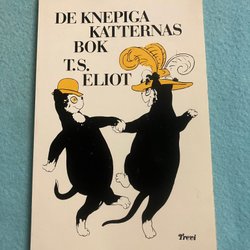 DE KNEPIGA
KATTERNAS
BOK
T.S.
ELIOT
Trevi